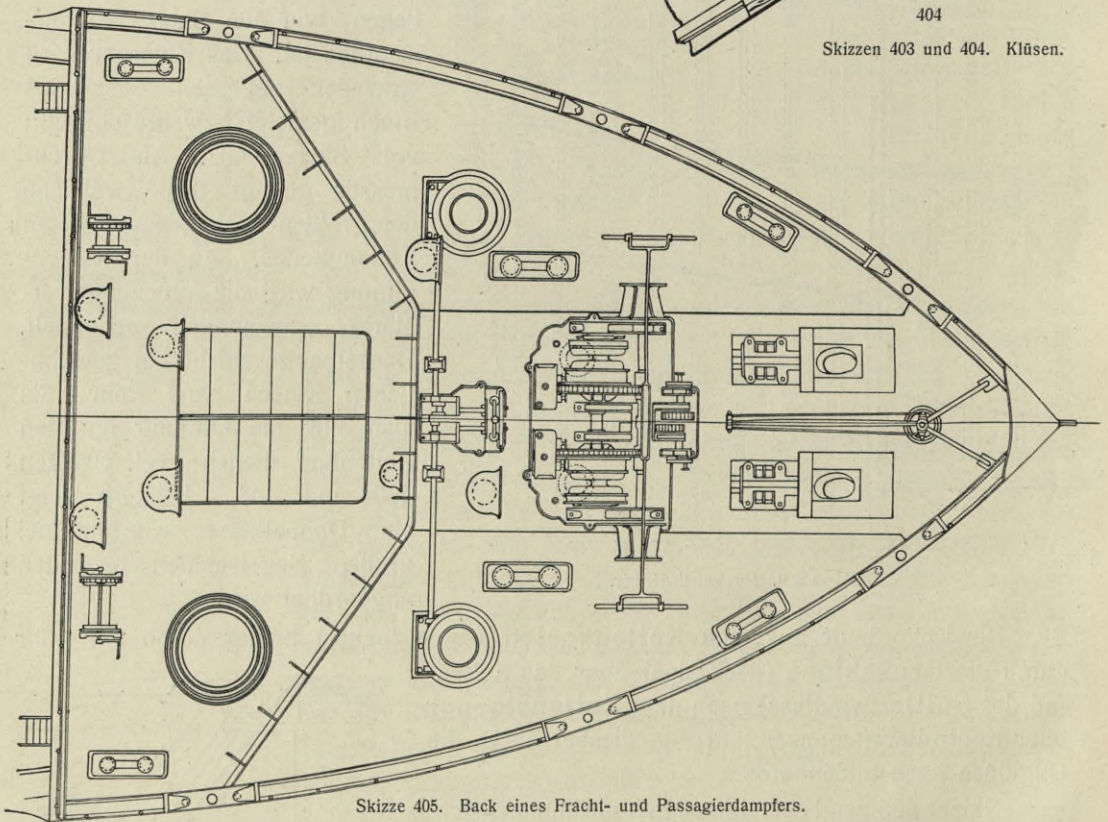 404
Skizzen 403 und 404. Klüsen.
Skizze 405. Back eines Fracht- und Passagierdampfers.